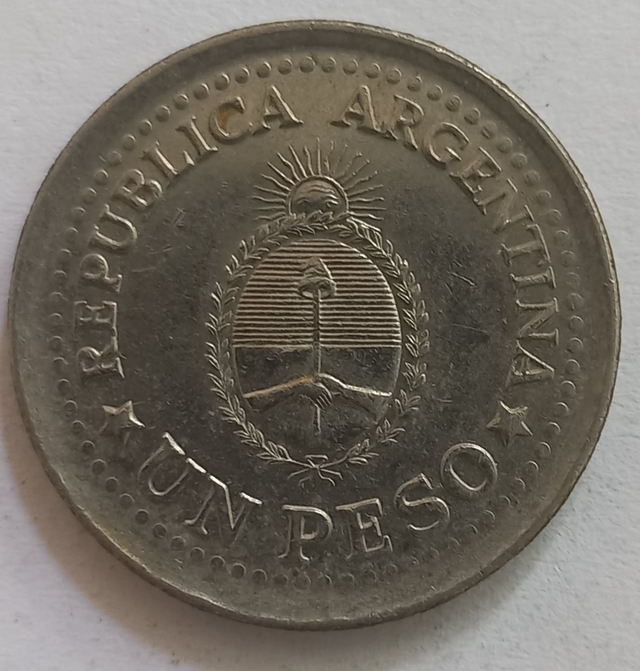 REPUBLICA ARGENTINA
★ UN PESO ★